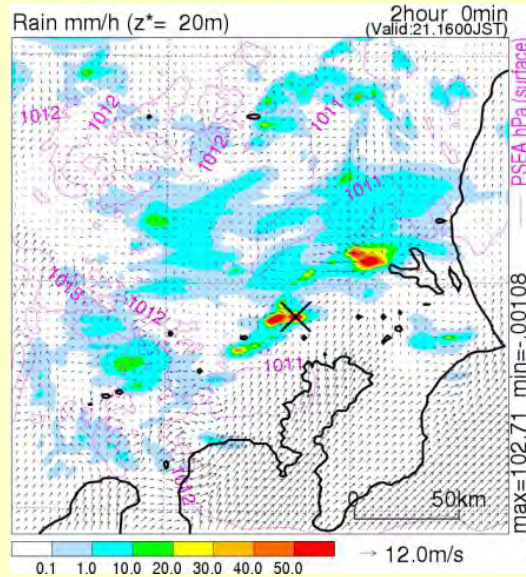 Rain mm/h (z*= 20m)
2hour 0min
(Valid:21.1600JST)
PSEA hPa (surface)
1012
1012
1012
1011
1011
1013
1012
1011
1012
50km
0
max=102.71 min=-.00108
0.1 1.0 10.0 20.0 30.0 40.0 50.0
12.0m/s